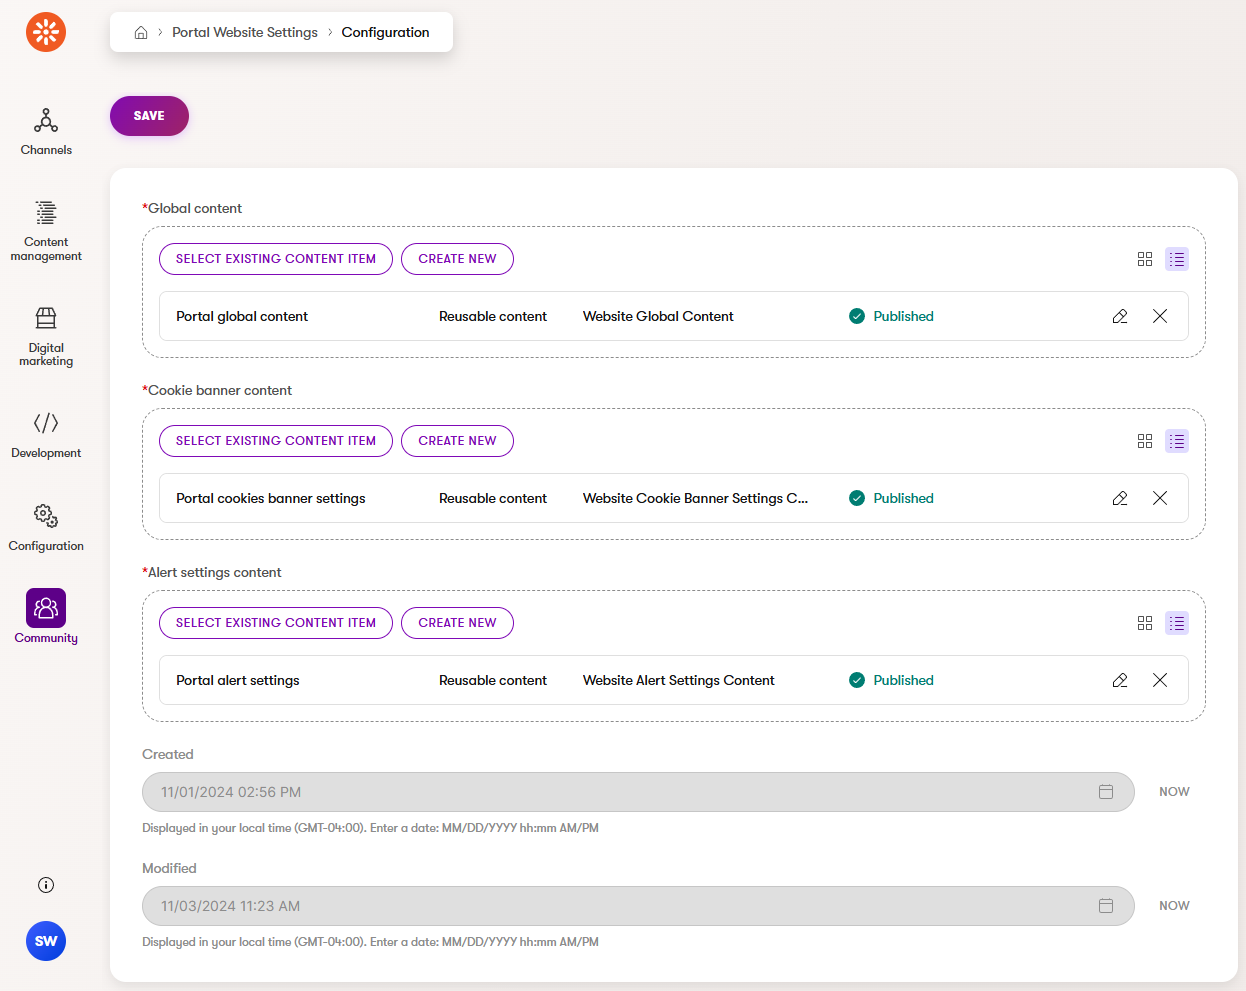 Portal Website Settings > Configuration
SAVE
Channels
Content
management
Digital
marketing
Development
Configuration
Community
SW
*Global content
SELECT EXISTING CONTENT ITEM CREATE NEW
Portal global content Reusable content Website Global Content Published
*Cookie banner content
SELECT EXISTING CONTENT ITEM CREATE NEW
Portal cookies banner settings Reusable content Website Cookie Banner Settings C... Published
*Alert settings content
SELECT EXISTING CONTENT ITEM CREATE NEW
Portal alert settings Reusable content Website Alert Settings Content Published
Created
11/01/2024 02:56 PM NOW
Displayed in your local time (GMT-04:00). Enter a date: MM/DD/YYYY hh:mm AM/PM
Modified
11/03/2024 11:23 AM NOW
Displayed in your local time (GMT-04:00). Enter a date: MM/DD/YYYY hh:mm AM/PM